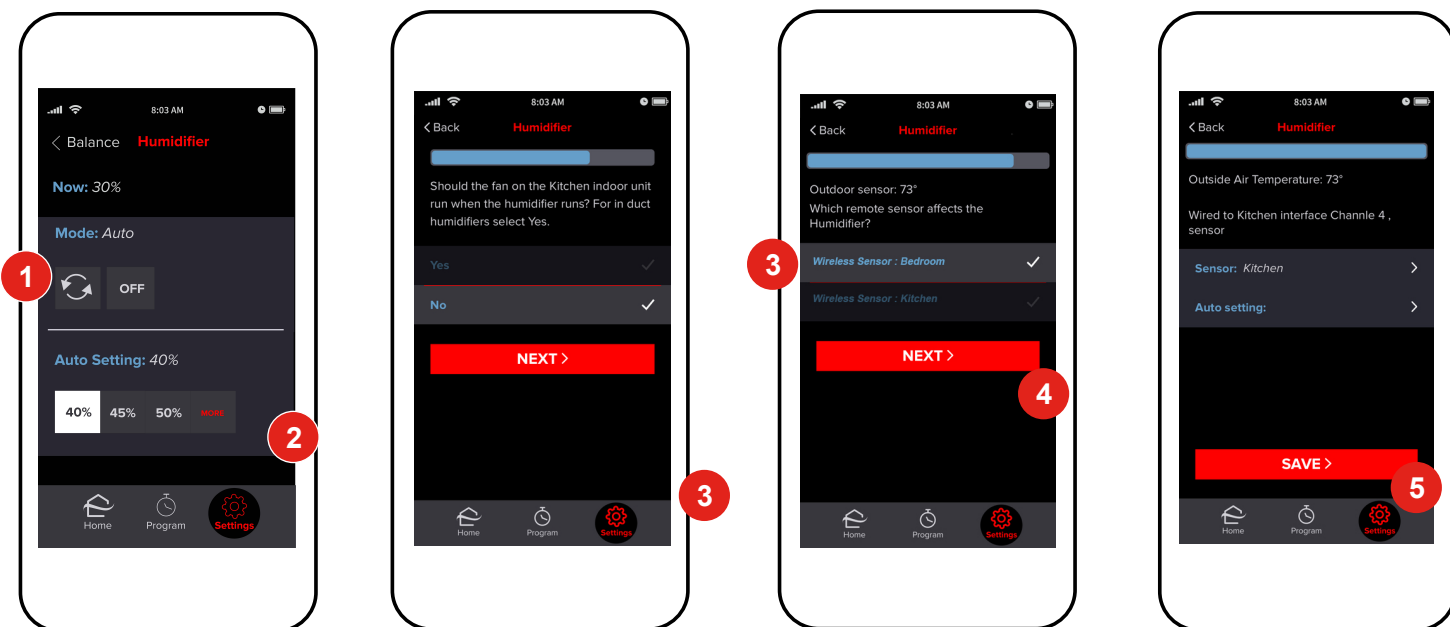 8:03 AM
< Balance Humidifier
Now: 30%
Mode: Auto
1
OFF
Auto Setting: 40%
40% 45% 50% MORE
2
Home Program Settings
8:03 AM
< Back Humidifier
Should the fan on the Kitchen indoor unit
run when the humidifier runs? For in duct
humidifiers select Yes.
Yes
No
NEXT >
3
Home Program Settings
8:03 AM
< Back Humidifier
Outdoor sensor: 73°
Which remote sensor affects the
Humidifier?
3
Wireless Sensor : Bedroom
Wireless Sensor : Kitchen
NEXT >
4
Home Program Settings
8:03 AM
< Back Humidifier
Outside Air Temperature: 73°
Wired to Kitchen interface Channle 4 ,
sensor
Sensor: Kitchen >
Auto setting: >
SAVE >
5
Home Program Settings